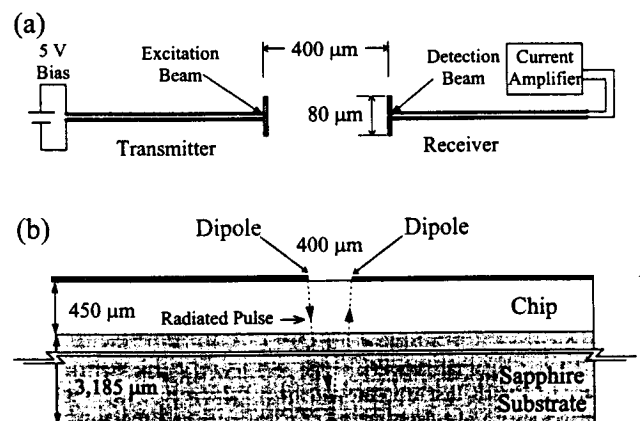 (a)
5 V
Bias
Excitation
Beam
400 μm
Detection
Beam
Current
Amplifier
80 μm
Transmitter
Receiver
(b)
Dipole
400 μm
Dipole
450 μm
Radiated Pulse
Chip
3,185 μm
Sapphire
Substrate